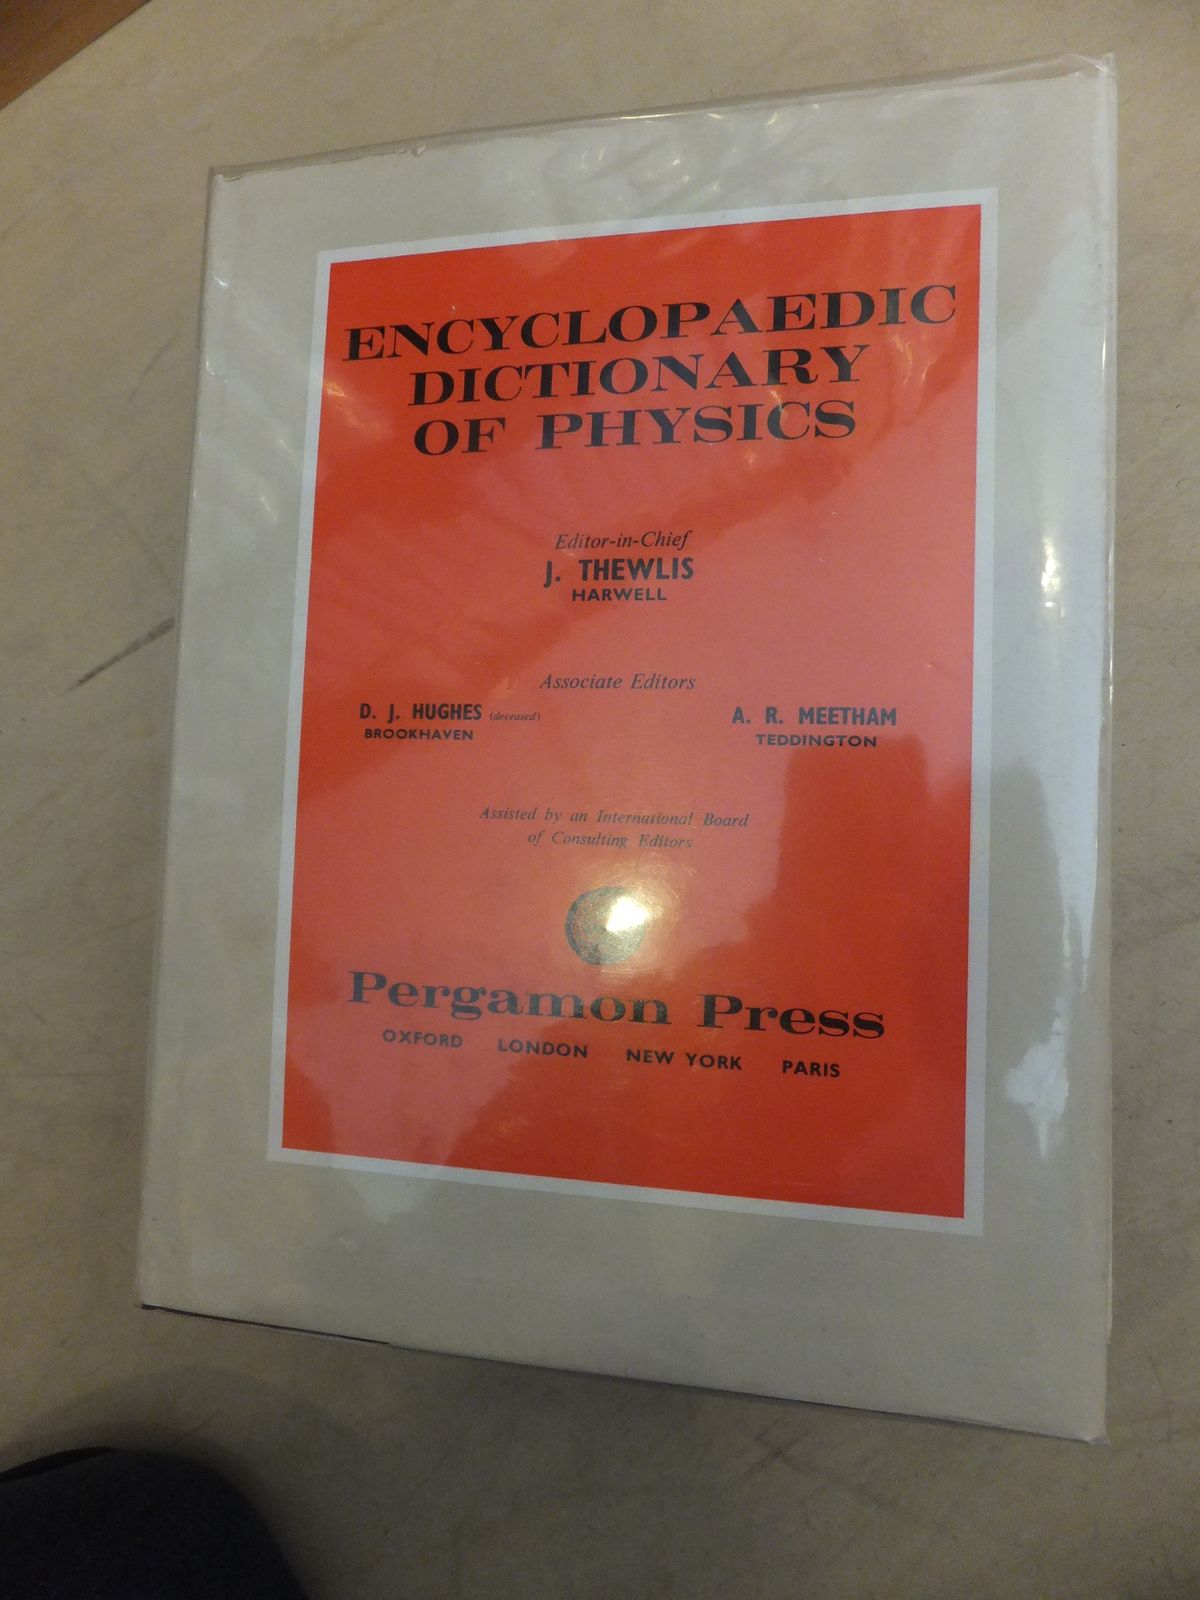 ENCYCLOPAEDIC
DICTIONARY
OF PHYSICS
Editor-in-Chief
J. THEWLIS
HARWELL
Associate Editors
D. J. HUGHES (deceased)
BROOKHAVEN
A. R. MEETHAM
TEDDINGTON
Assisted by an International Board
of Consulting Editors
Pergamon Press
OXFORD LONDON NEW YORK PARIS